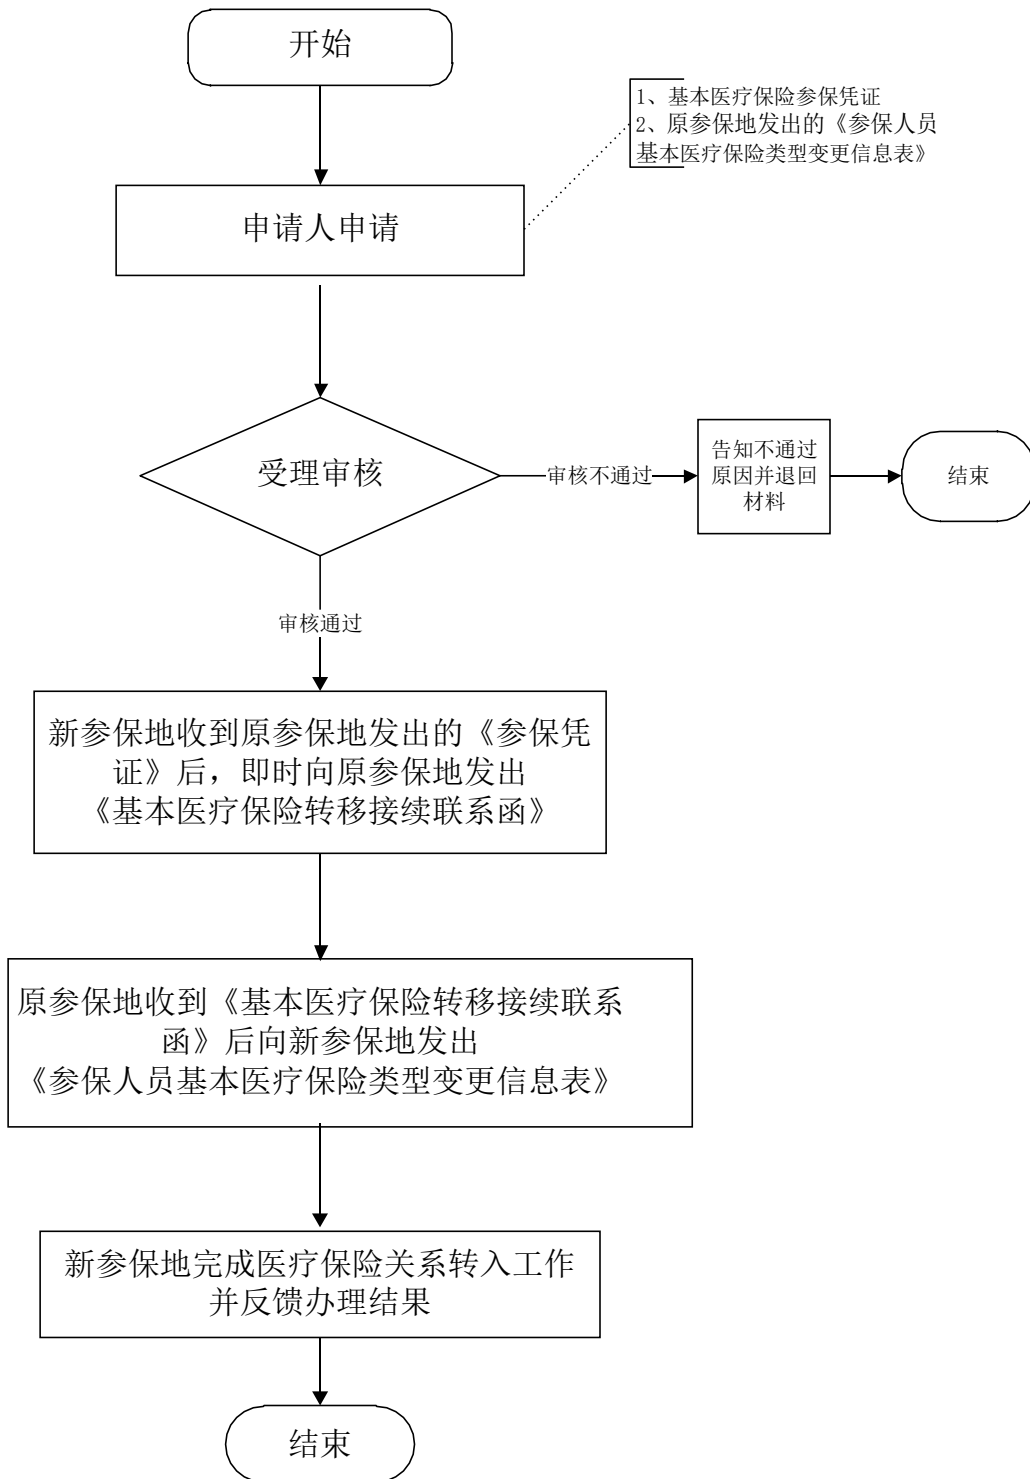 开始
1、基本医疗保险参保凭证
2、原参保地发出的《参保人员
基本医疗保险类型变更信息表》
申请人申请
受理审核
审核不通过
告知不通过
原因并退回
材料
结束
审核通过
新参保地收到原参保地发出的《参保凭
证》后，即时向原参保地发出
《基本医疗保险转移接续联系函》
原参保地收到《基本医疗保险转移接续联系
函》后向新参保地发出
《参保人员基本医疗保险类型变更信息表》
新参保地完成医疗保险关系转入工作
并反馈办理结果
结束